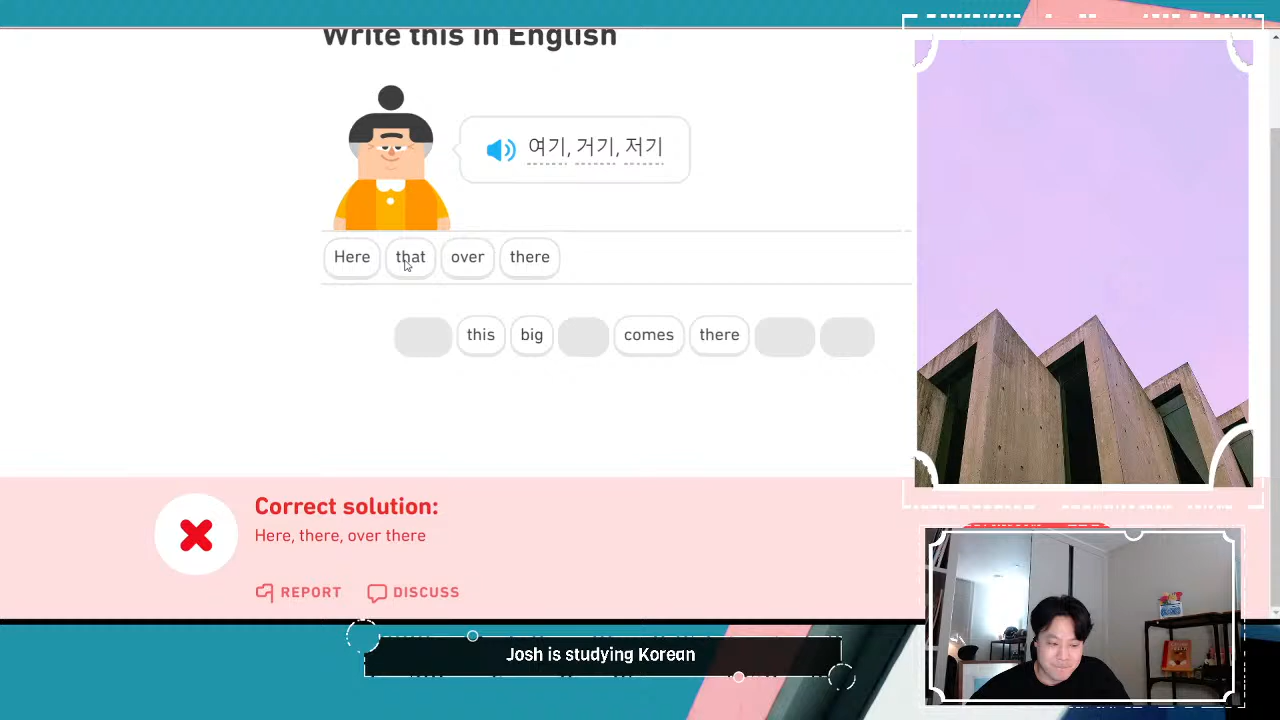 Write this in English
여기, 거기, 저기
Here that over there
this big comes there
Correct solution:
Here, there, over there
REPORT DISCUSS
Josh is studying Korean